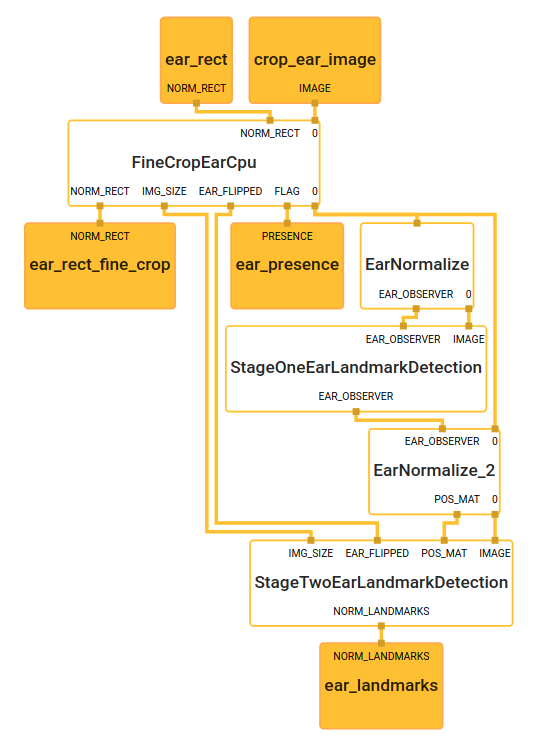 ear_rect
crop_ear_image
NORM_RECT
IMAGE
NORM_RECT
0
FineCropEarCpu
NORM_RECT
IMG_SIZE
EAR_FLIPPED
FLAG
0
NORM_RECT
ear_rect_fine_crop
PRESENCE
ear_presence
EarNormalize
EAR_OBSERVER
0
EAR_OBSERVER
IMAGE
StageOneEarLandmarkDetection
EAR_OBSERVER
EAR_OBSERVER
0
EarNormalize_2
POS_MAT
0
IMG_SIZE
EAR_FLIPPED
POS_MAT
IMAGE
StageTwoEarLandmarkDetection
NORM_LANDMARKS
NORM_LANDMARKS
ear_landmarks